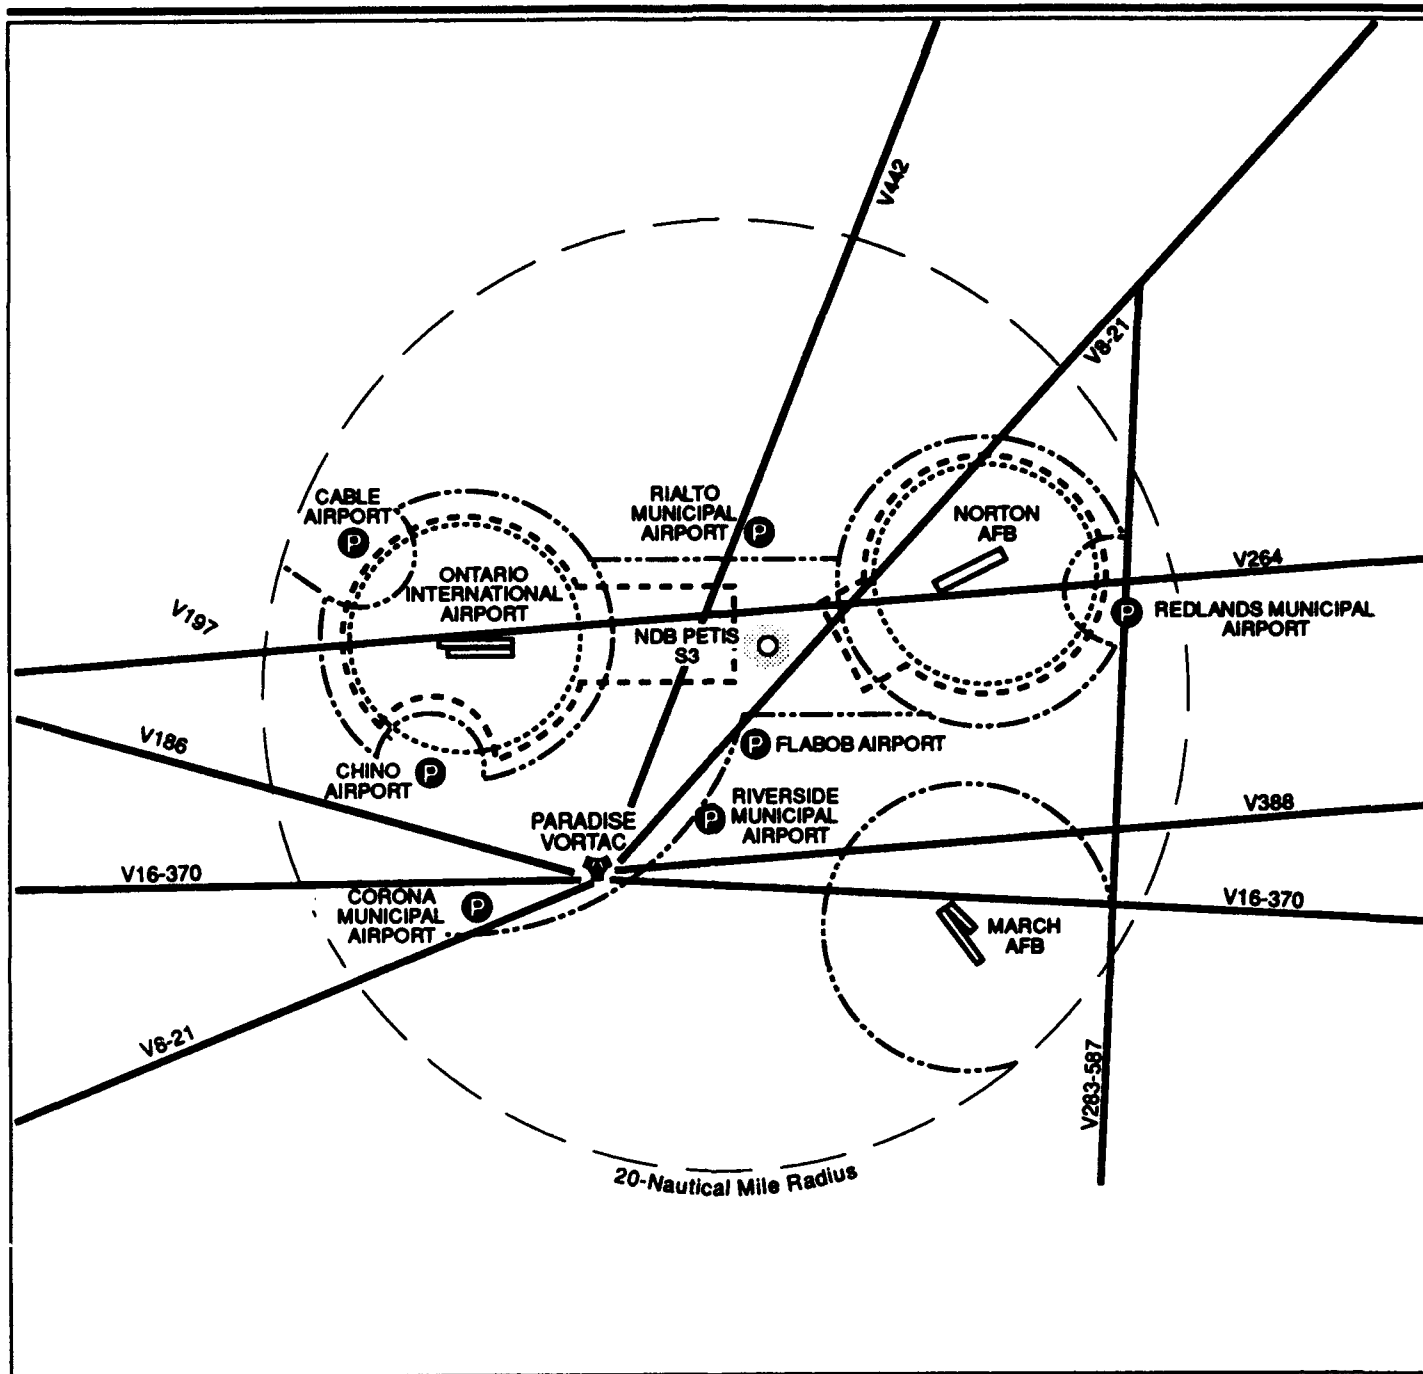 V442
V8-21
CABLE
AIRPORT
P
RIALTO
MUNICIPAL
AIRPORT
P
NORTON
AFB
ONTARIO
INTERNATIONAL
AIRPORT
V264
V197
NDB PETIS
S3
P
REDLANDS MUNICIPAL
AIRPORT
V186
P
FLABOB AIRPORT
CHINO
AIRPORT
P
PARADISE
VORTAC
P
RIVERSIDE
MUNICIPAL
AIRPORT
V388
V16-370
CORONA
MUNICIPAL
AIRPORT
P
V16-370
MARCH
AFB
V8-21
V283-587
20-Nautical Mile Radius